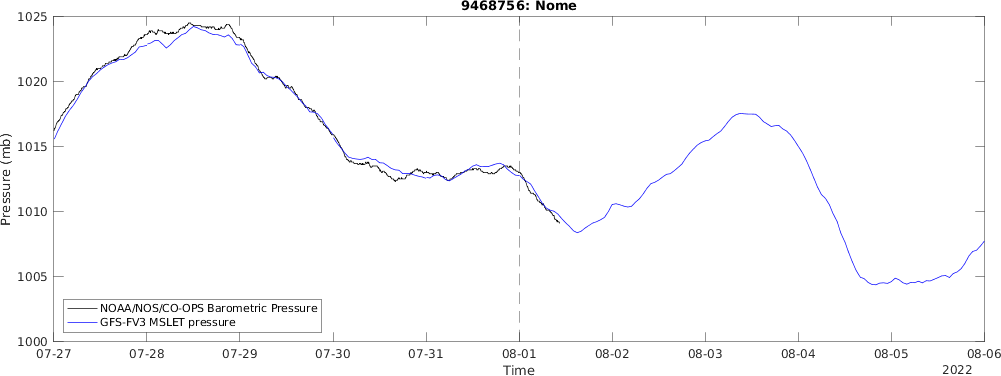 9468756: Nome
Pressure (mb)
1025
1020
1015
1010
1005
1000
NOAA/NOS/CO-OPS Barometric Pressure
GFS-FV3 MSLET pressure
07-27 07-28 07-29 07-30 07-31 08-01 08-02 08-03 08-04 08-05 08-06
Time
2022